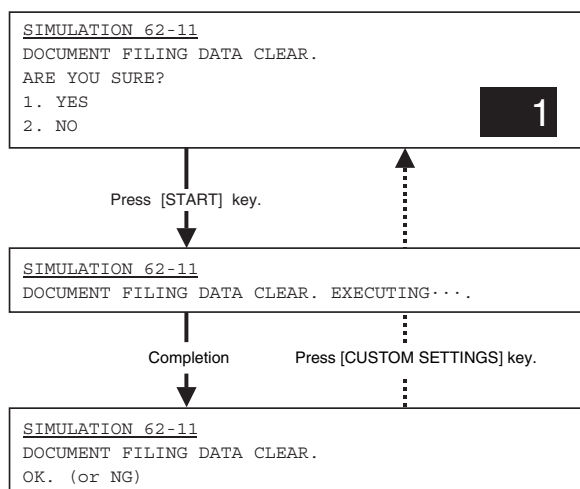 SIMULATION 62-11
DOCUMENT FILING DATA CLEAR.
ARE YOU SURE?
1. YES
2. NO
1
Press [START] key.
SIMULATION 62-11
DOCUMENT FILING DATA CLEAR. EXECUTING···.
Completion
Press [CUSTOM SETTINGS] key.
SIMULATION 62-11
DOCUMENT FILING DATA CLEAR.
OK. (or NG)